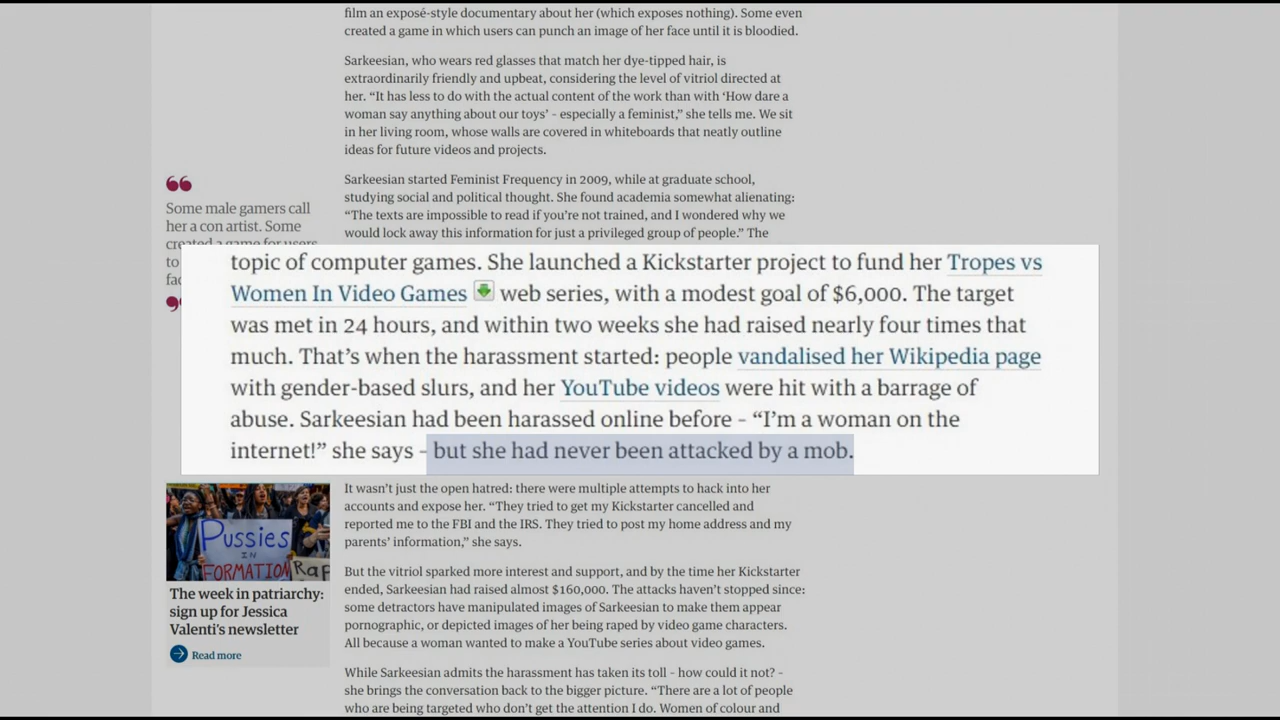 film an exposé-style documentary about her (which exposes nothing). Some even
created a game in which users can punch an image of her face until it is bloodied.
Sarkeesian, who wears red glasses that match her dye-tipped hair, is
extraordinarily friendly and upbeat, considering the level of vitriol directed at
her. “It has less to do with the actual content of the work than with ‘How dare a
woman say anything about our toys’ - especially a feminist,” she tells me. We sit
in her living room, whose walls are covered in whiteboards that neatly outline
ideas for future videos and projects.
Sarkeesian started Feminist Frequency in 2009, while at graduate school,
studying social and political thought. She found academia somewhat alienating:
“The texts are impossible to read if you’re not trained, and I wondered why we
would lock away this information for just a privileged group of people.” The
Some male gamers call
her a con artist. Some
created a game for users
to
topic of computer games. She launched a Kickstarter project to fund her Tropes vs
Women In Video Games web series, with a modest goal of $6,000. The target
was met in 24 hours, and within two weeks she had raised nearly four times that
much. That’s when the harassment started: people vandalised her Wikipedia page
with gender-based slurs, and her YouTube videos were hit with a barrage of
abuse. Sarkeesian had been harassed online before - “I’m a woman on the
internet!” she says - but she had never been attacked by a mob.
It wasn’t just the open hatred: there were multiple attempts to hack into her
accounts and expose her. “They tried to get my Kickstarter cancelled and
reported me to the FBI and the IRS. They tried to post my home address and my
parents’ information,” she says.
But the vitriol sparked more interest and support, and by the time her Kickstarter
ended, Sarkeesian had raised almost $160,000. The attacks haven’t stopped since:
some detractors have manipulated images of Sarkeesian to make them appear
pornographic, or depicted images of her being raped by video game characters.
All because a woman wanted to make a YouTube series about video games.
While Sarkeesian admits the harassment has taken its toll - how could it not? -
she brings the conversation back to the bigger picture. “There are a lot of people
who are being targeted who don’t get the attention I do. Women of colour and
Pussies
IN
FORMATION
Rap
The week in patriarchy:
sign up for Jessica
Valenti’s newsletter
Read more